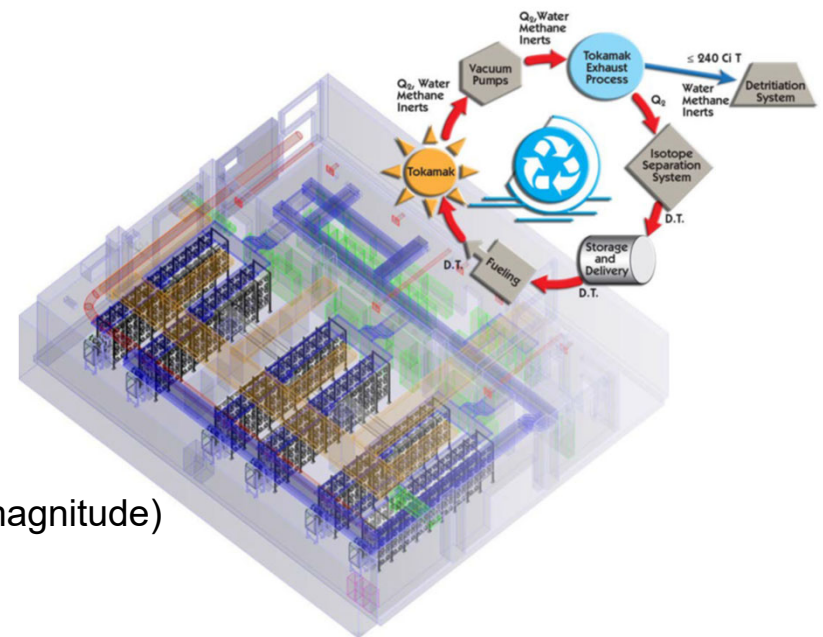 Q₂,Water
Methane
Inerts
Vacuum
Pumps
Tokamak
Exhaust
Process
≤ 240 Ci T
Water
Methane
Inerts
Detritiation
System
Q₂, Water
Methane
Inerts
Q₂
Tokamak
Isotope
Separation
System
D.T.
Storage
and
Delivery
D.T.
Fueling
D.T.
nagnitude)